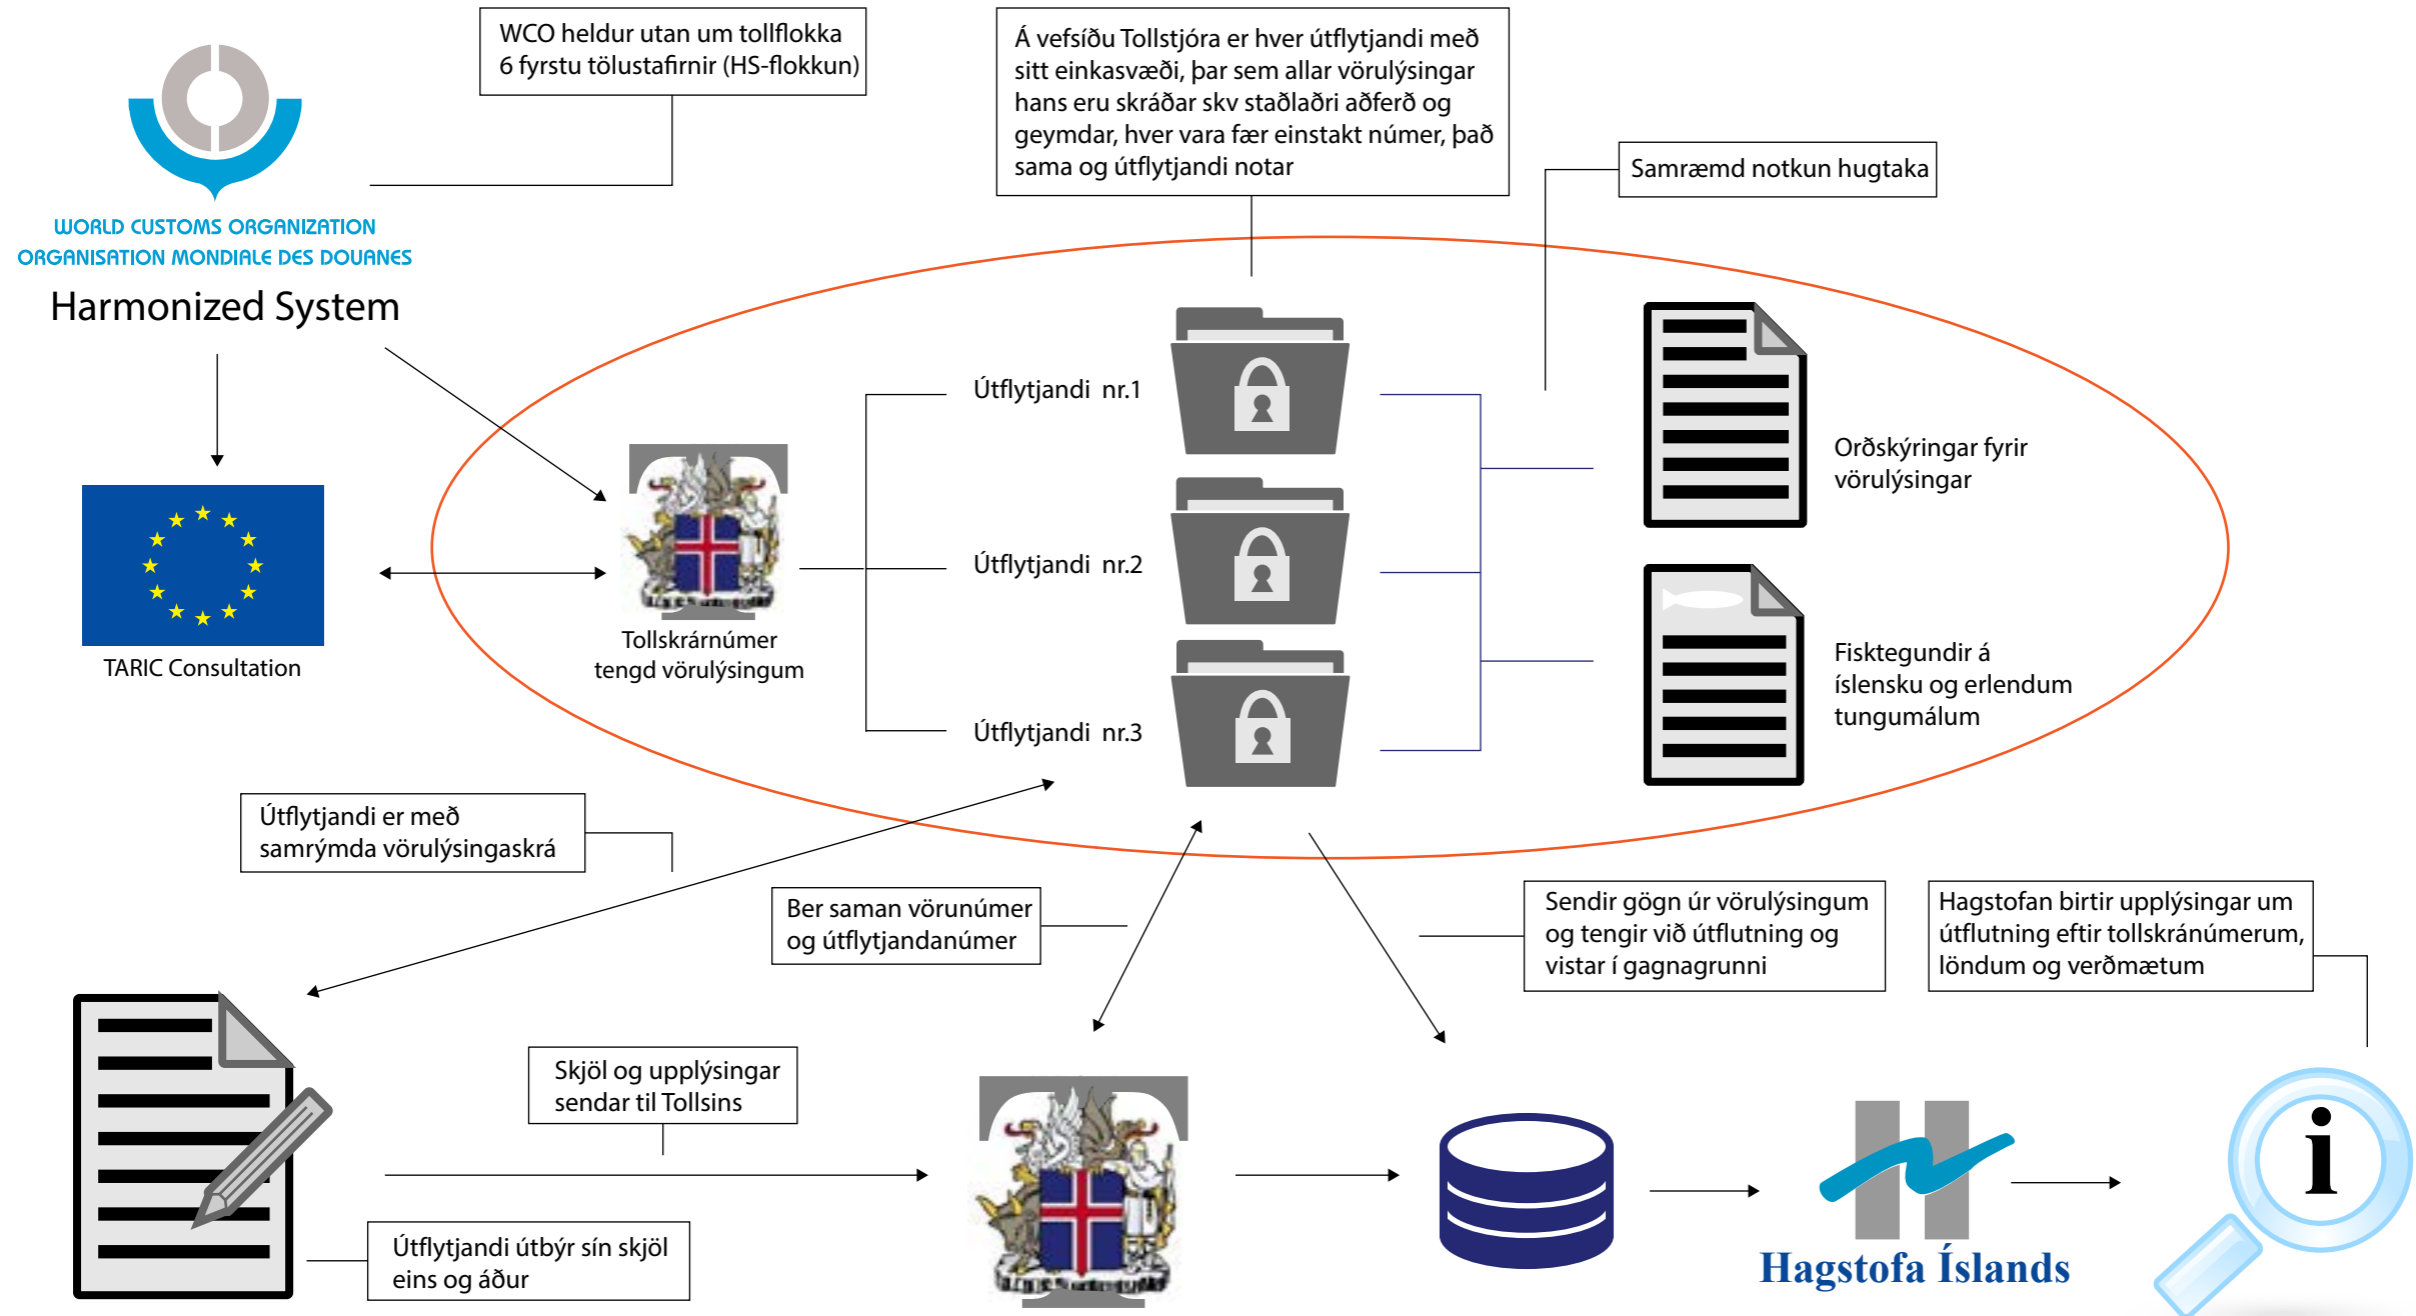 WCO heldur utan um tollflokka
6 fyrstu tölustafirnir (HS-flokkun)
Á vefsíðu Tollstjóra er hver útflytjandi með
sitt einkasvæði, þar sem allar vörulýsingar
hans eru skráðar skv staðlaðri aðferð og
geymdar, hver vara fær einstakt númer, það
sama og útflytjandi notar
Samræmd notkun hugtaka
WORLD CUSTOMS ORGANIZATION
ORGANISATION MONDIALE DES DOUANES
Harmonized System
Útflytjandi nr.1
Útflytjandi nr.2
Útflytjandi nr.3
Orðskýringar fyrir
vörulýsingar
Fisktegundir á
íslensku og erlendum
tungumálum
TARIC Consultation
Tollskrárnúmer
tengd vörulýsingum
Útflytjandi er með
samrýmda vörulýsingaskrá
Ber saman vörunúmer
og útflytjandanúmer
Sendir gögn úr vörulýsingum
og tengir við útflutning og
vistar í gagnagrunni
Hagstofan birtir upplýsingar um
útflutning eftir tollskránúmerum,
löndum og verðmætum
Skjöl og upplýsingar
sendar til Tollsins
Útflytjandi útbýr sín skjöl
eins og áður
Hagstofa Íslands
i